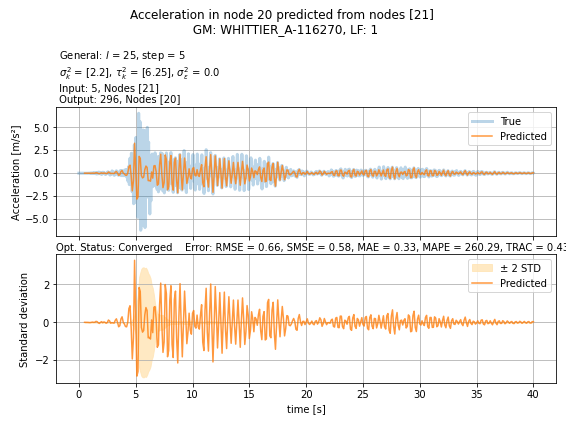 Acceleration in node 20 predicted from nodes [21]
GM: WHITTIER_A-116270, LF: 1
General: l = 25, step = 5
σ²ₖ = [2.2], τ²ₖ = [6.25], σ²ε = 0.0
Input: 5, Nodes [21]
Output: 296, Nodes [20]
Acceleration [m/s²]
5.0
2.5
0.0
−2.5
−5.0
True
Predicted
Opt. Status: Converged Error: RMSE = 0.66, SMSE = 0.58, MAE = 0.33, MAPE = 260.29, TRAC = 0.43
Standard deviation
2
0
−2
± 2 STD
Predicted
0 5 10 15 20 25 30 35 40
time [s]